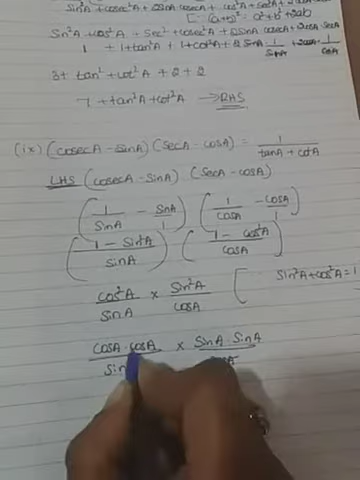 Sin²A + cosec²A + 2SinA cosecA + cos²A + Sec²A + 2cosA
[∵ (a+b)² = a²+b²+2ab
Sin²A + cos²A + Sec²A + cosec²A + 2SinA cosecA + 2cosA SecA
1 + 1 + tan²A + 1 + cot²A + 2 SinA · 1/SinA + 2cosA · 1/cosA
3 + tan²A + cot²A + 2 + 2
7 + tan²A + cot²A → RHS
(ix) (cosecA - sinA) (SecA - cosA) = 1/tanA + cotA
LHS (cosecA - SinA) (SecA - cosA)
(1/SinA - SinA/1) (1/cosA - cosA/1)
(1 - Sin²A/SinA) · (1 - cos²A/cosA)
cos²A/SinA × Sin²A/cosA [ Sin²A + cos²A = 1
cosA · cosA/Sin × SinA · SinA